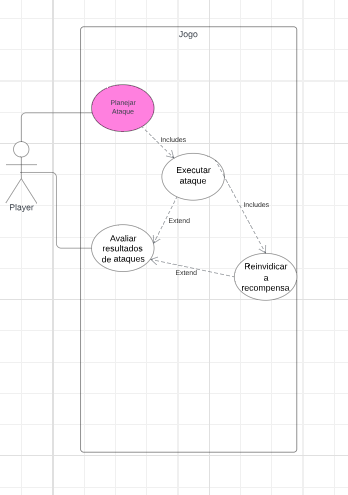 Jogo
Planejar
Ataque
Includes
Executar
ataque
Player
Includes
Extend
Avaliar
resultados
de ataques
Extend
Reinvidicar
a
recompensa